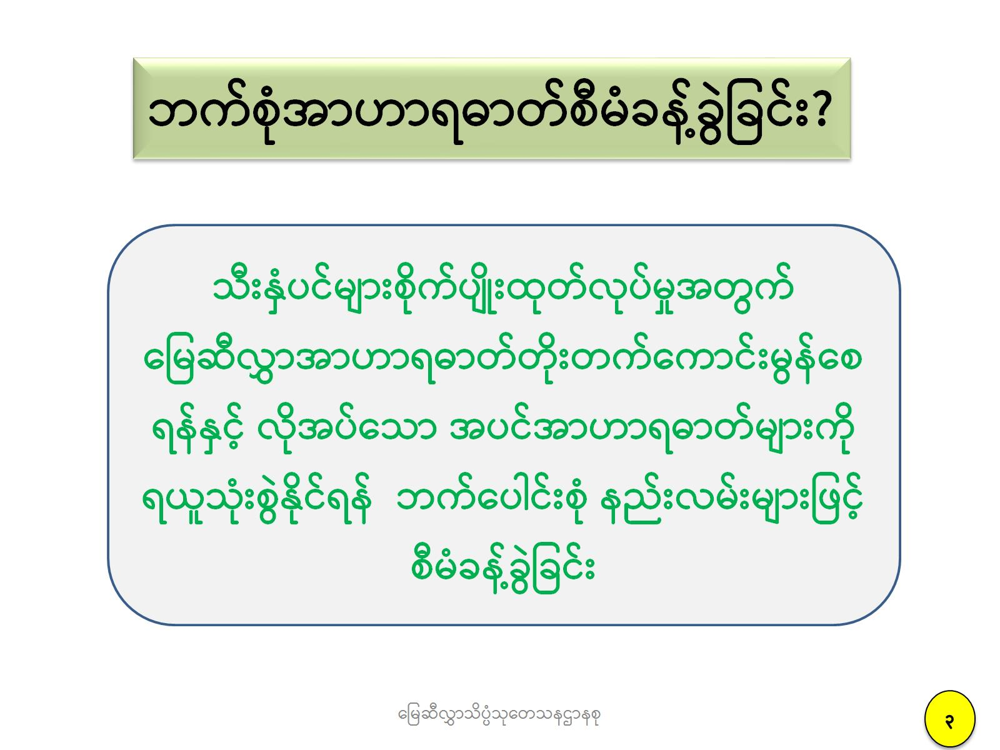 ဘက်စုံအာဟာရဓာတ်စီမံခန့်ခွဲခြင်း?
သီးနှံပင်များစိုက်ပျိုးထုတ်လုပ်မှုအတွက်
မြေဆီလွှာအာဟာရဓာတ်တိုးတက်ကောင်းမွန်စေ
ရန်နှင့် လိုအပ်သော အပင်အာဟာရဓာတ်များကို
ရယူသုံးစွဲနိုင်ရန် ဘက်ပေါင်းစုံ နည်းလမ်းများဖြင့်
စီမံခန့်ခွဲခြင်း
မြေဆီလွှာသိပ္ပံသုတေသနဌာနစု
၃